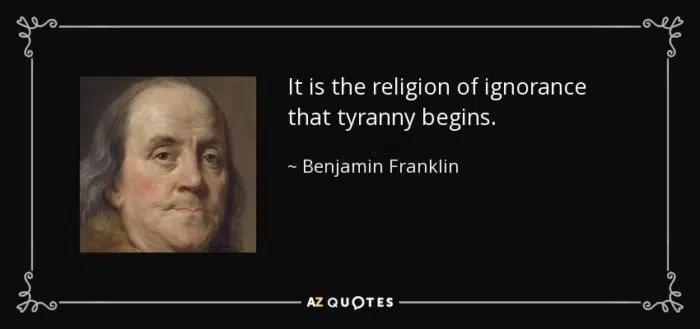 It is the religion of ignorance
that tyranny begins.
~ Benjamin Franklin
AZ QUOTES